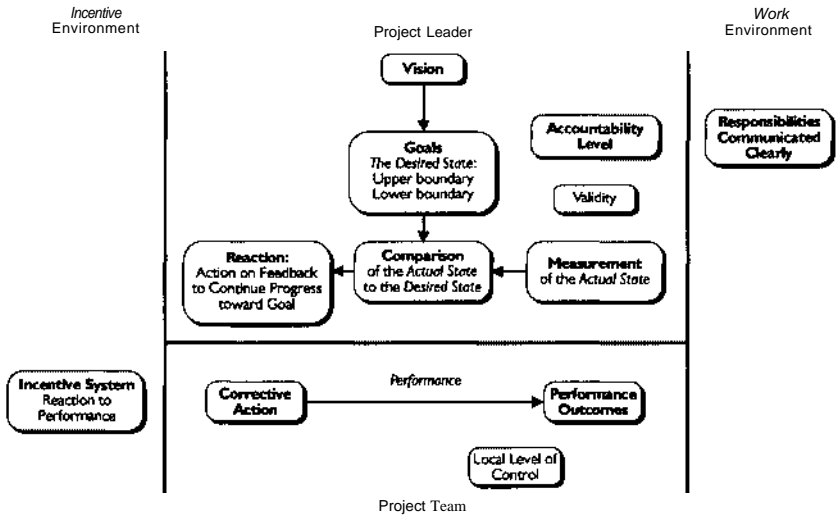 Incentive
Environment
Project Leader
Work
Environment
Vision
Goals
The Desired State:
Upper boundary
Lower boundary
Accountability
Level
Responsibilities
Communicated
Clearly
Validity
Reaction:
Action on Feedback
to Continue Progress
toward Goal
Comparison
of the Actual State
to the Desired State
Measurement
of the Actual State
Incentive System
Reaction to
Performance
Corrective
Action
Performance
Performance
Outcomes
Local Level of
Control
Project Team